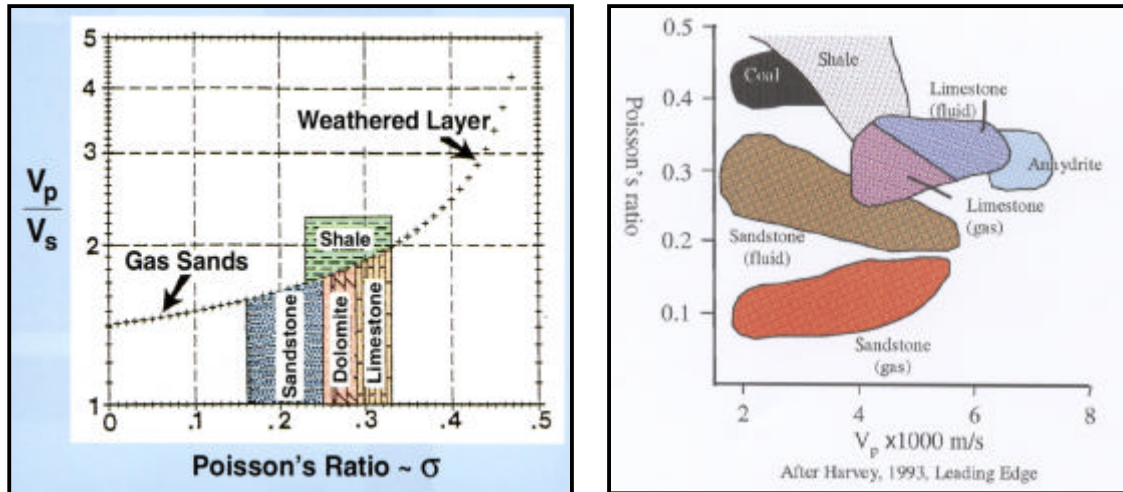 5
4
3
2
1
Vp
Vs
Weathered Layer
Shale
Gas Sands
Sandstone
Dolomite
Limestone
0
.1
.2
.3
.4
.5
Poisson's Ratio ~ σ
0.5
0.4
0.3
0.2
0.1
Poisson's ratio
Coal
Shale
Limestone
(fluid)
Anhydrite
Limestone
(gas)
Sandstone
(fluid)
Sandstone
(gas)
2
4
6
8
Vp x1000 m/s
After Harvey, 1993, Leading Edge